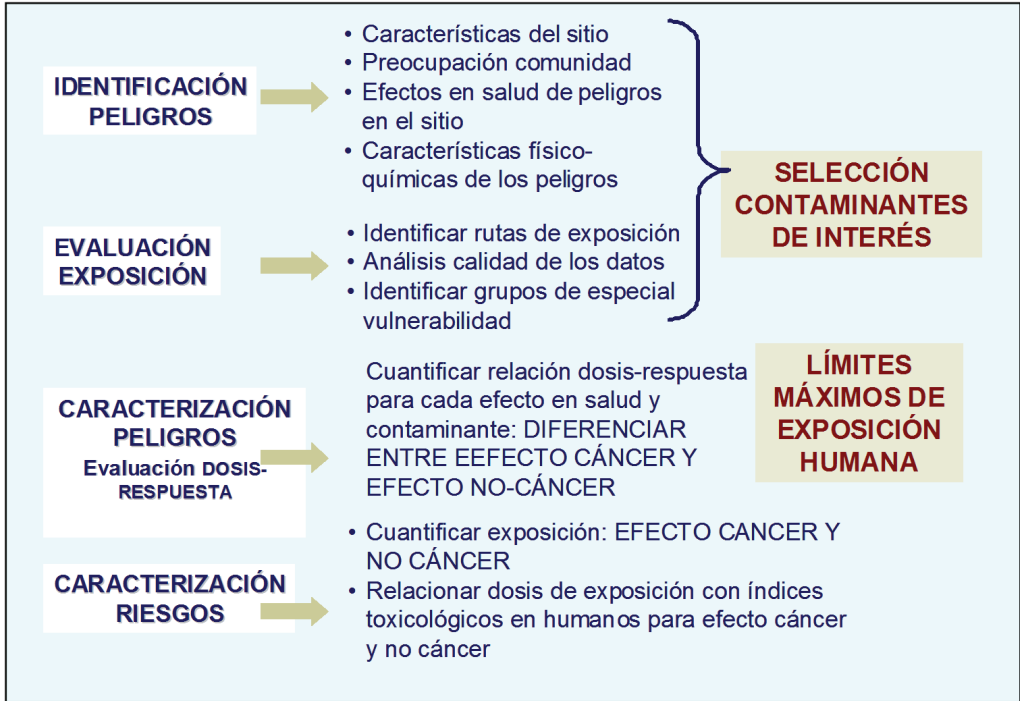 IDENTIFICACIÓN
PELIGROS
• Características del sitio
• Preocupación comunidad
• Efectos en salud de peligros
en el sitio
• Características físico-
químicas de los peligros
EVALUACIÓN
EXPOSICIÓN
• Identificar rutas de exposición
• Análisis calidad de los datos
• Identificar grupos de especial
vulnerabilidad
SELECCIÓN
CONTAMINANTES
DE INTERÉS
CARACTERIZACIÓN
PELIGROS
Evaluación DOSIS-
RESPUESTA
Cuantificar relación dosis-respuesta
para cada efecto en salud y
contaminante: DIFERENCIAR
ENTRE EEFECTO CÁNCER Y
EFECTO NO-CÁNCER
LÍMITES
MÁXIMOS DE
EXPOSICIÓN
HUMANA
CARACTERIZACIÓN
RIESGOS
• Cuantificar exposición: EFECTO CANCER Y
NO CÁNCER
• Relacionar dosis de exposición con índices
toxicológicos en humanos para efecto cáncer
y no cáncer